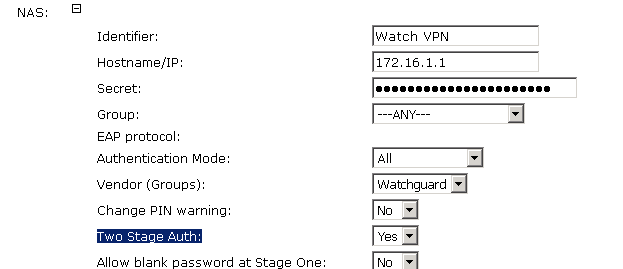 NAS:
Identifier: Watch VPN
Hostname/IP: 172.16.1.1
Secret: ●●●●●●●●●●●●●●●●●●●●●●
Group: ---ANY---
EAP protocol:
Authentication Mode: All
Vendor (Groups): Watchguard
Change PIN warning: No
Two Stage Auth: Yes
Allow blank password at Stage One: No